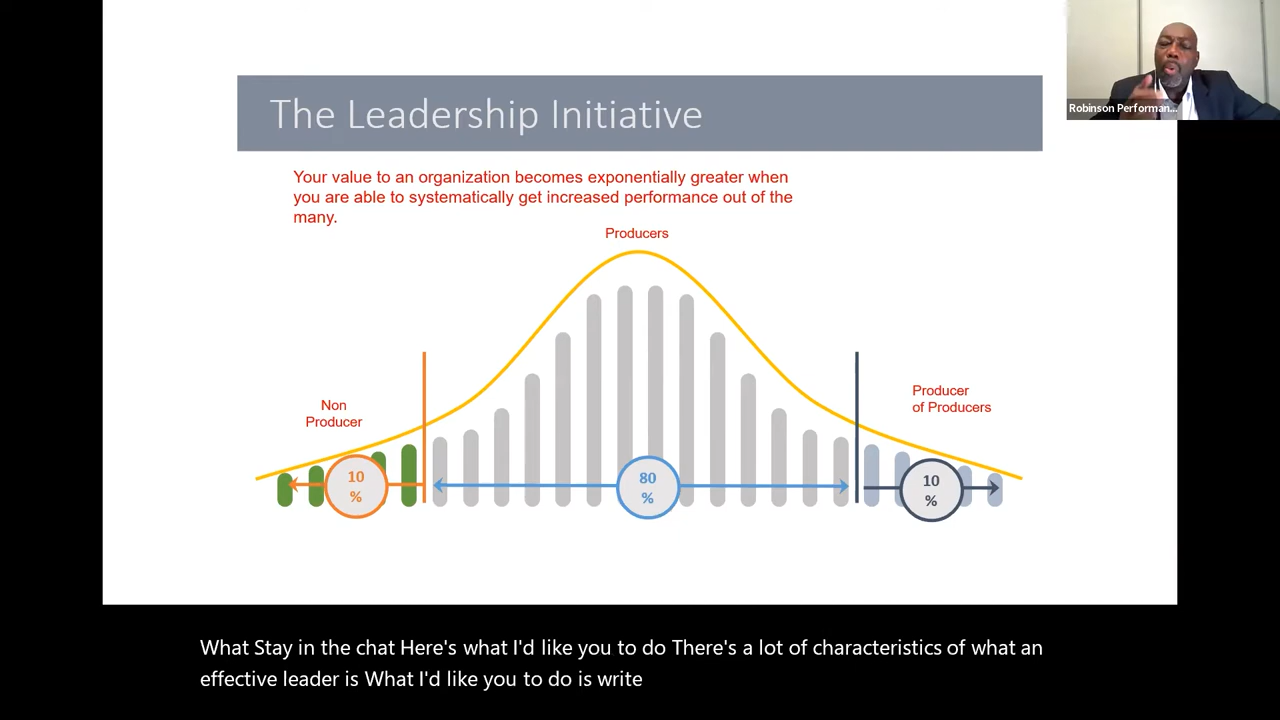 Robinson Performan...
The Leadership Initiative
Your value to an organization becomes exponentially greater when
you are able to systematically get increased performance out of the
many.
Producers
Non
Producer
Producer
of Producers
10
%
80
%
10
%
What Stay in the chat Here's what I'd like you to do There's a lot of characteristics of what an
effective leader is What I'd like you to do is write